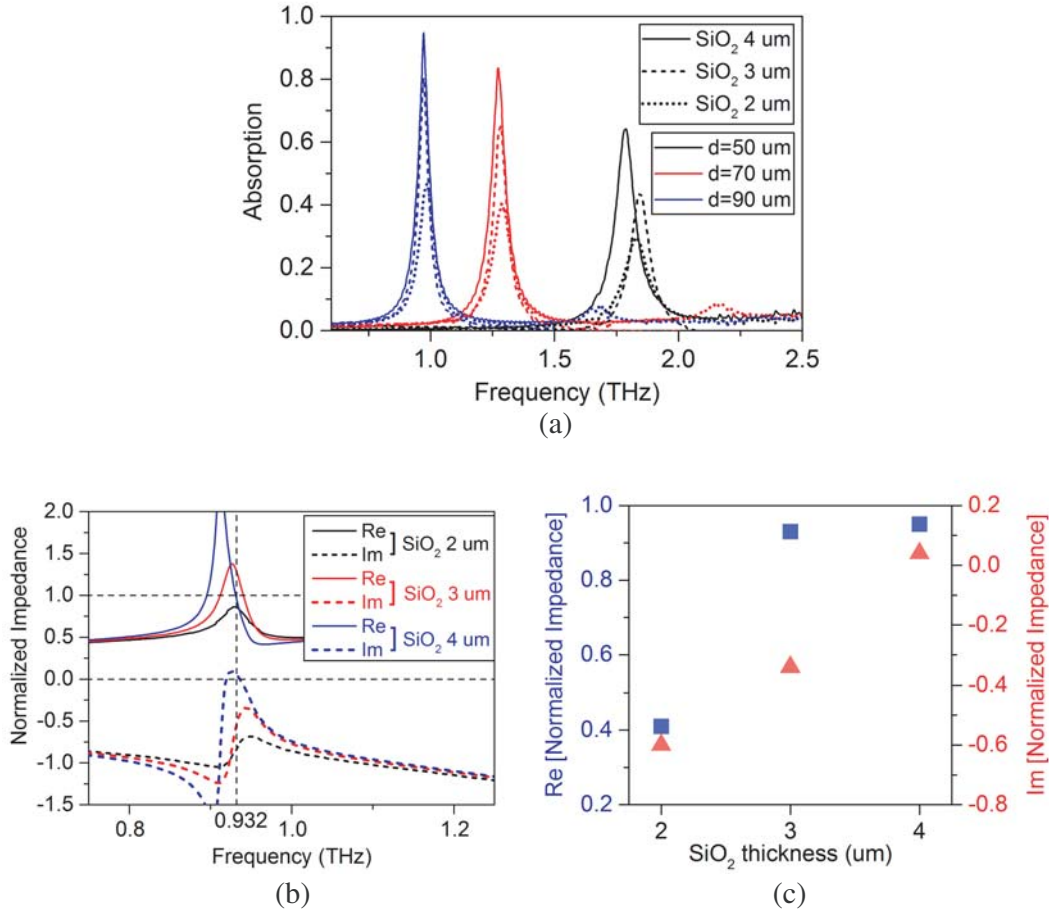 1.0
0.8
0.6
0.4
0.2
0.0
Absorption
SiO2 4 um
SiO2 3 um
SiO2 2 um
d=50 um
d=70 um
d=90 um
1.0 1.5 2.0 2.5
Frequency (THz)
(a)
2.0
1.5
1.0
0.5
0.0
-0.5
-1.0
-1.5
Normalized Impedance
Re
Im
SiO2 2 um
Re
Im
SiO2 3 um
Re
Im
SiO2 4 um
0.8 0.932 1.0 1.2
Frequency (THz)
(b)
1.0
0.8
0.6
0.4
0.2
Re [Normalized Impedance]
0.2
0.0
-0.2
-0.4
-0.6
-0.8
Im [Normalized Impedance]
2 3 4
SiO2 thickness (um)
(c)